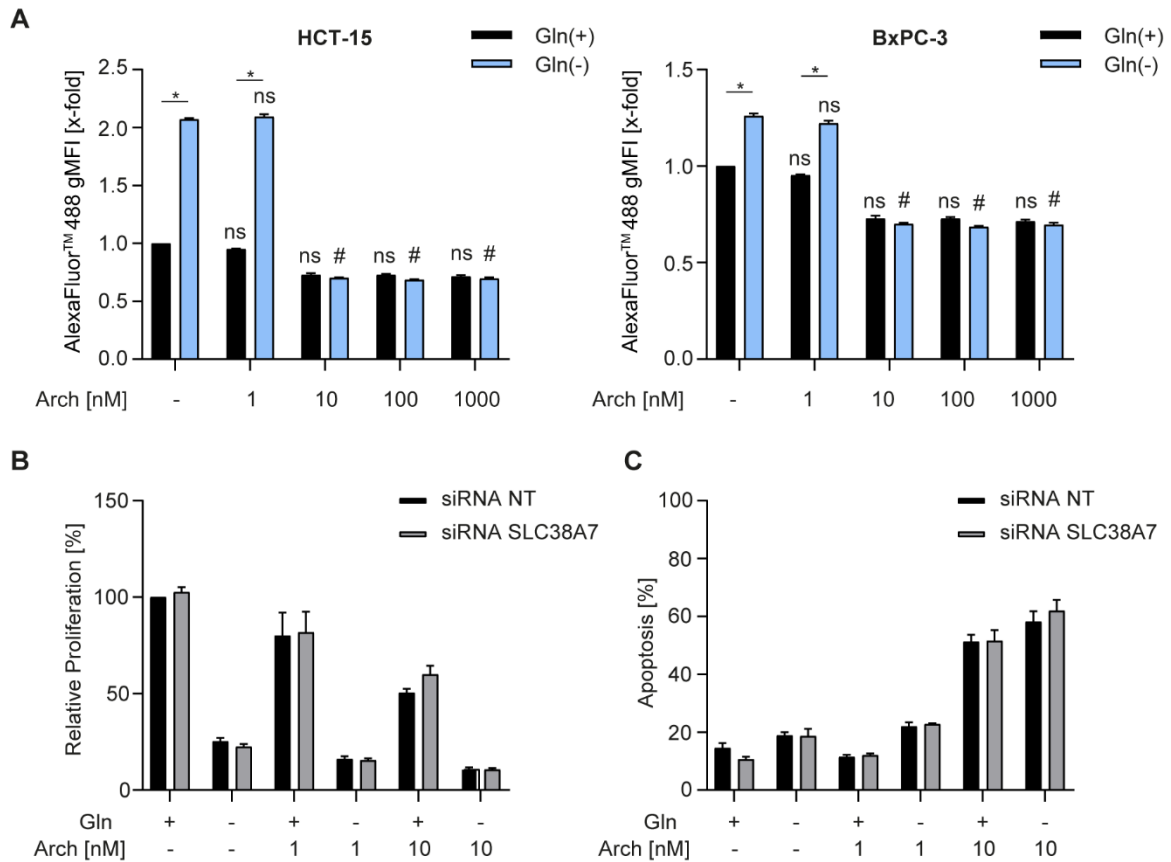 A
HCT-15
Gln(+)
Gln(-)
AlexaFluor™ 488 gMFI [x-fold]
2.5
2.0
1.5
1.0
0.5
0.0
*
*
ns
ns
ns #
ns #
ns #
Arch [nM] - 1 10 100 1000
BxPC-3
Gln(+)
Gln(-)
AlexaFluor™ 488 gMFI [x-fold]
1.5
1.0
0.5
0.0
*
*
ns
ns
ns #
ns #
ns #
Arch [nM] - 1 10 100 1000
B
siRNA NT
siRNA SLC38A7
Relative Proliferation [%]
150
100
50
0
Gln + - + - + -
Arch [nM] - - 1 1 10 10
C
siRNA NT
siRNA SLC38A7
Apoptosis [%]
100
80
60
40
20
0
Gln + - + - + -
Arch [nM] - - 1 1 10 10